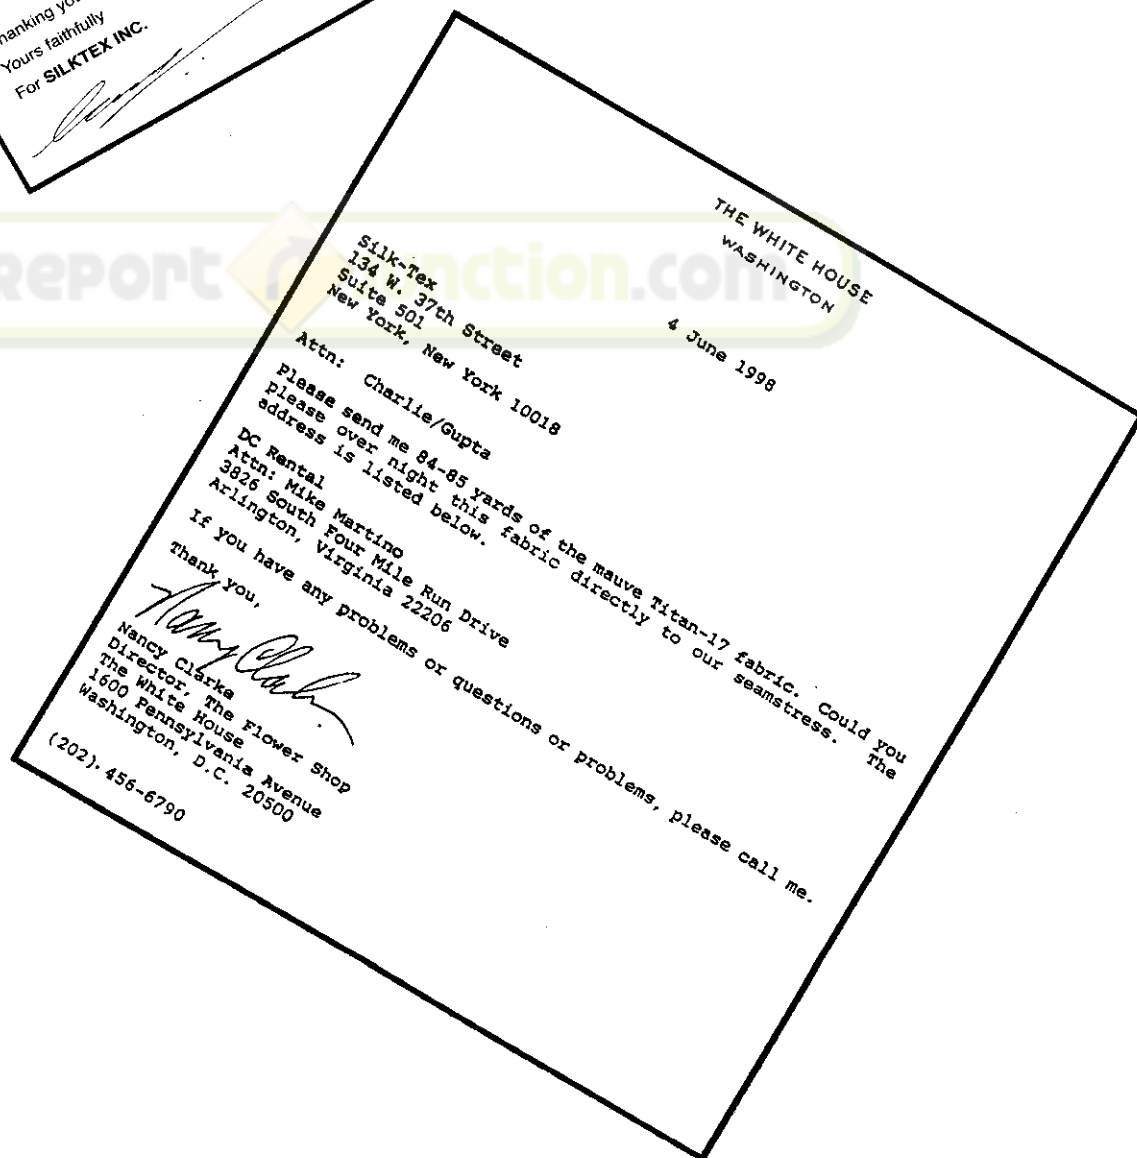 Yours faithfully
For SILKTEX INC.
THE WHITE HOUSE
WASHINGTON
4 June 1998
Silk-Tex
134 W. 37th Street
Suite 501
New York, New York 10018
Attn: Charlie/Gupta
Please send me 84-85 yards of the mauve Titan-17 fabric. Could you
please over night this fabric directly to our seamstress. The
address is listed below.
DC Rental
Attn: Mike Martino
3826 South Four Mile Run Drive
Arlington, Virginia 22206
If you have any problems or questions or problems, please call me.
Thank you,
Nancy Clarke
Nancy Clarke
Director, The Flower Shop
The White House
1600 Pennsylvania Avenue
Washington, D.C. 20500
(202). 456-6790